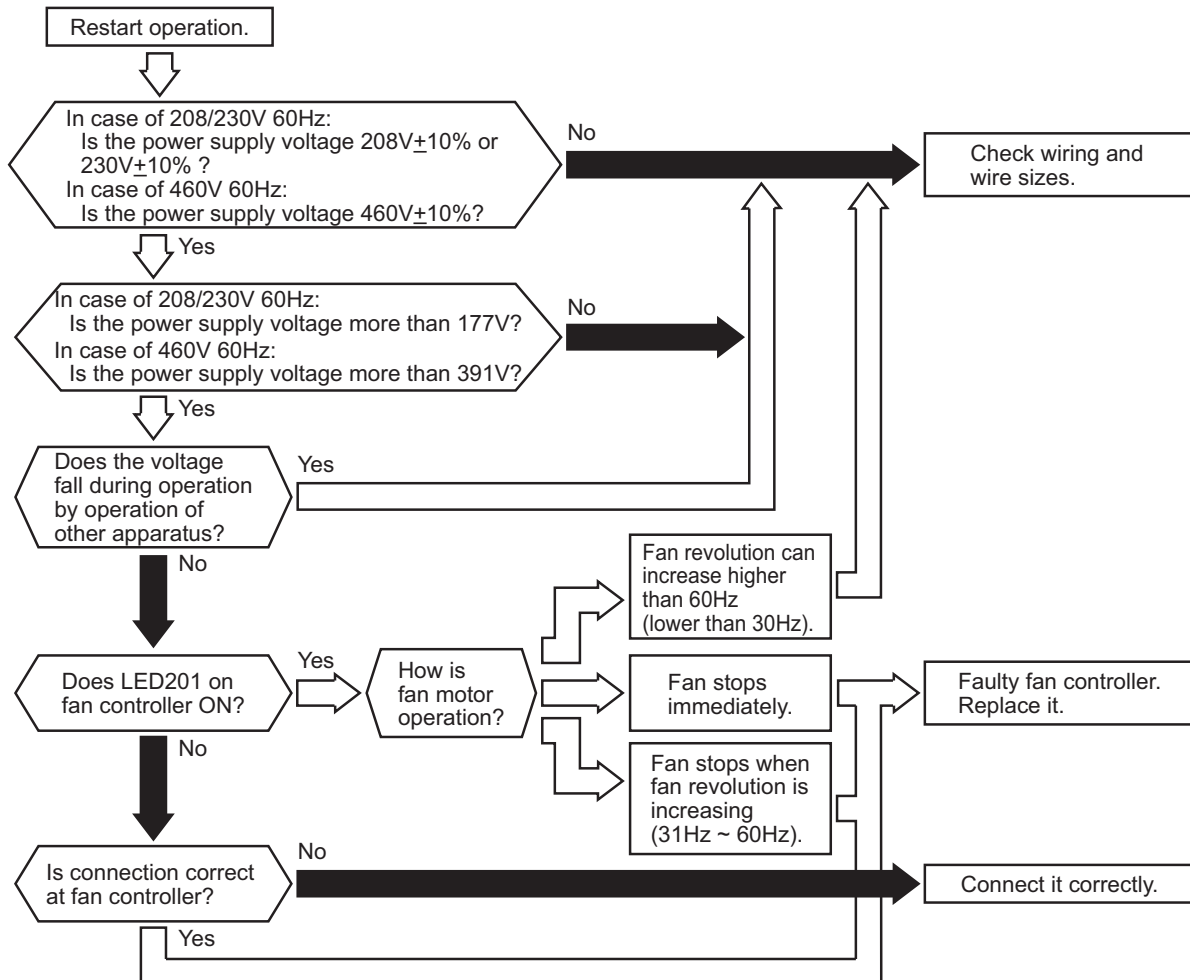 Restart operation.
In case of 208/230V 60Hz:
Is the power supply voltage 208V±10% or
230V±10% ?
In case of 460V 60Hz:
Is the power supply voltage 460V±10%?
No
Check wiring and
wire sizes.
Yes
In case of 208/230V 60Hz:
Is the power supply voltage more than 177V?
In case of 460V 60Hz:
Is the power supply voltage more than 391V?
No
Yes
Does the voltage
fall during operation
by operation of
other apparatus?
Yes
No
Fan revolution can
increase higher
than 60Hz
(lower than 30Hz).
Does LED201 on
fan controller ON?
Yes
How is
fan motor
operation?
Fan stops
immediately.
Faulty fan controller.
Replace it.
No
Fan stops when
fan revolution is
increasing
(31Hz ~ 60Hz).
Is connection correct
at fan controller?
No
Connect it correctly.
Yes